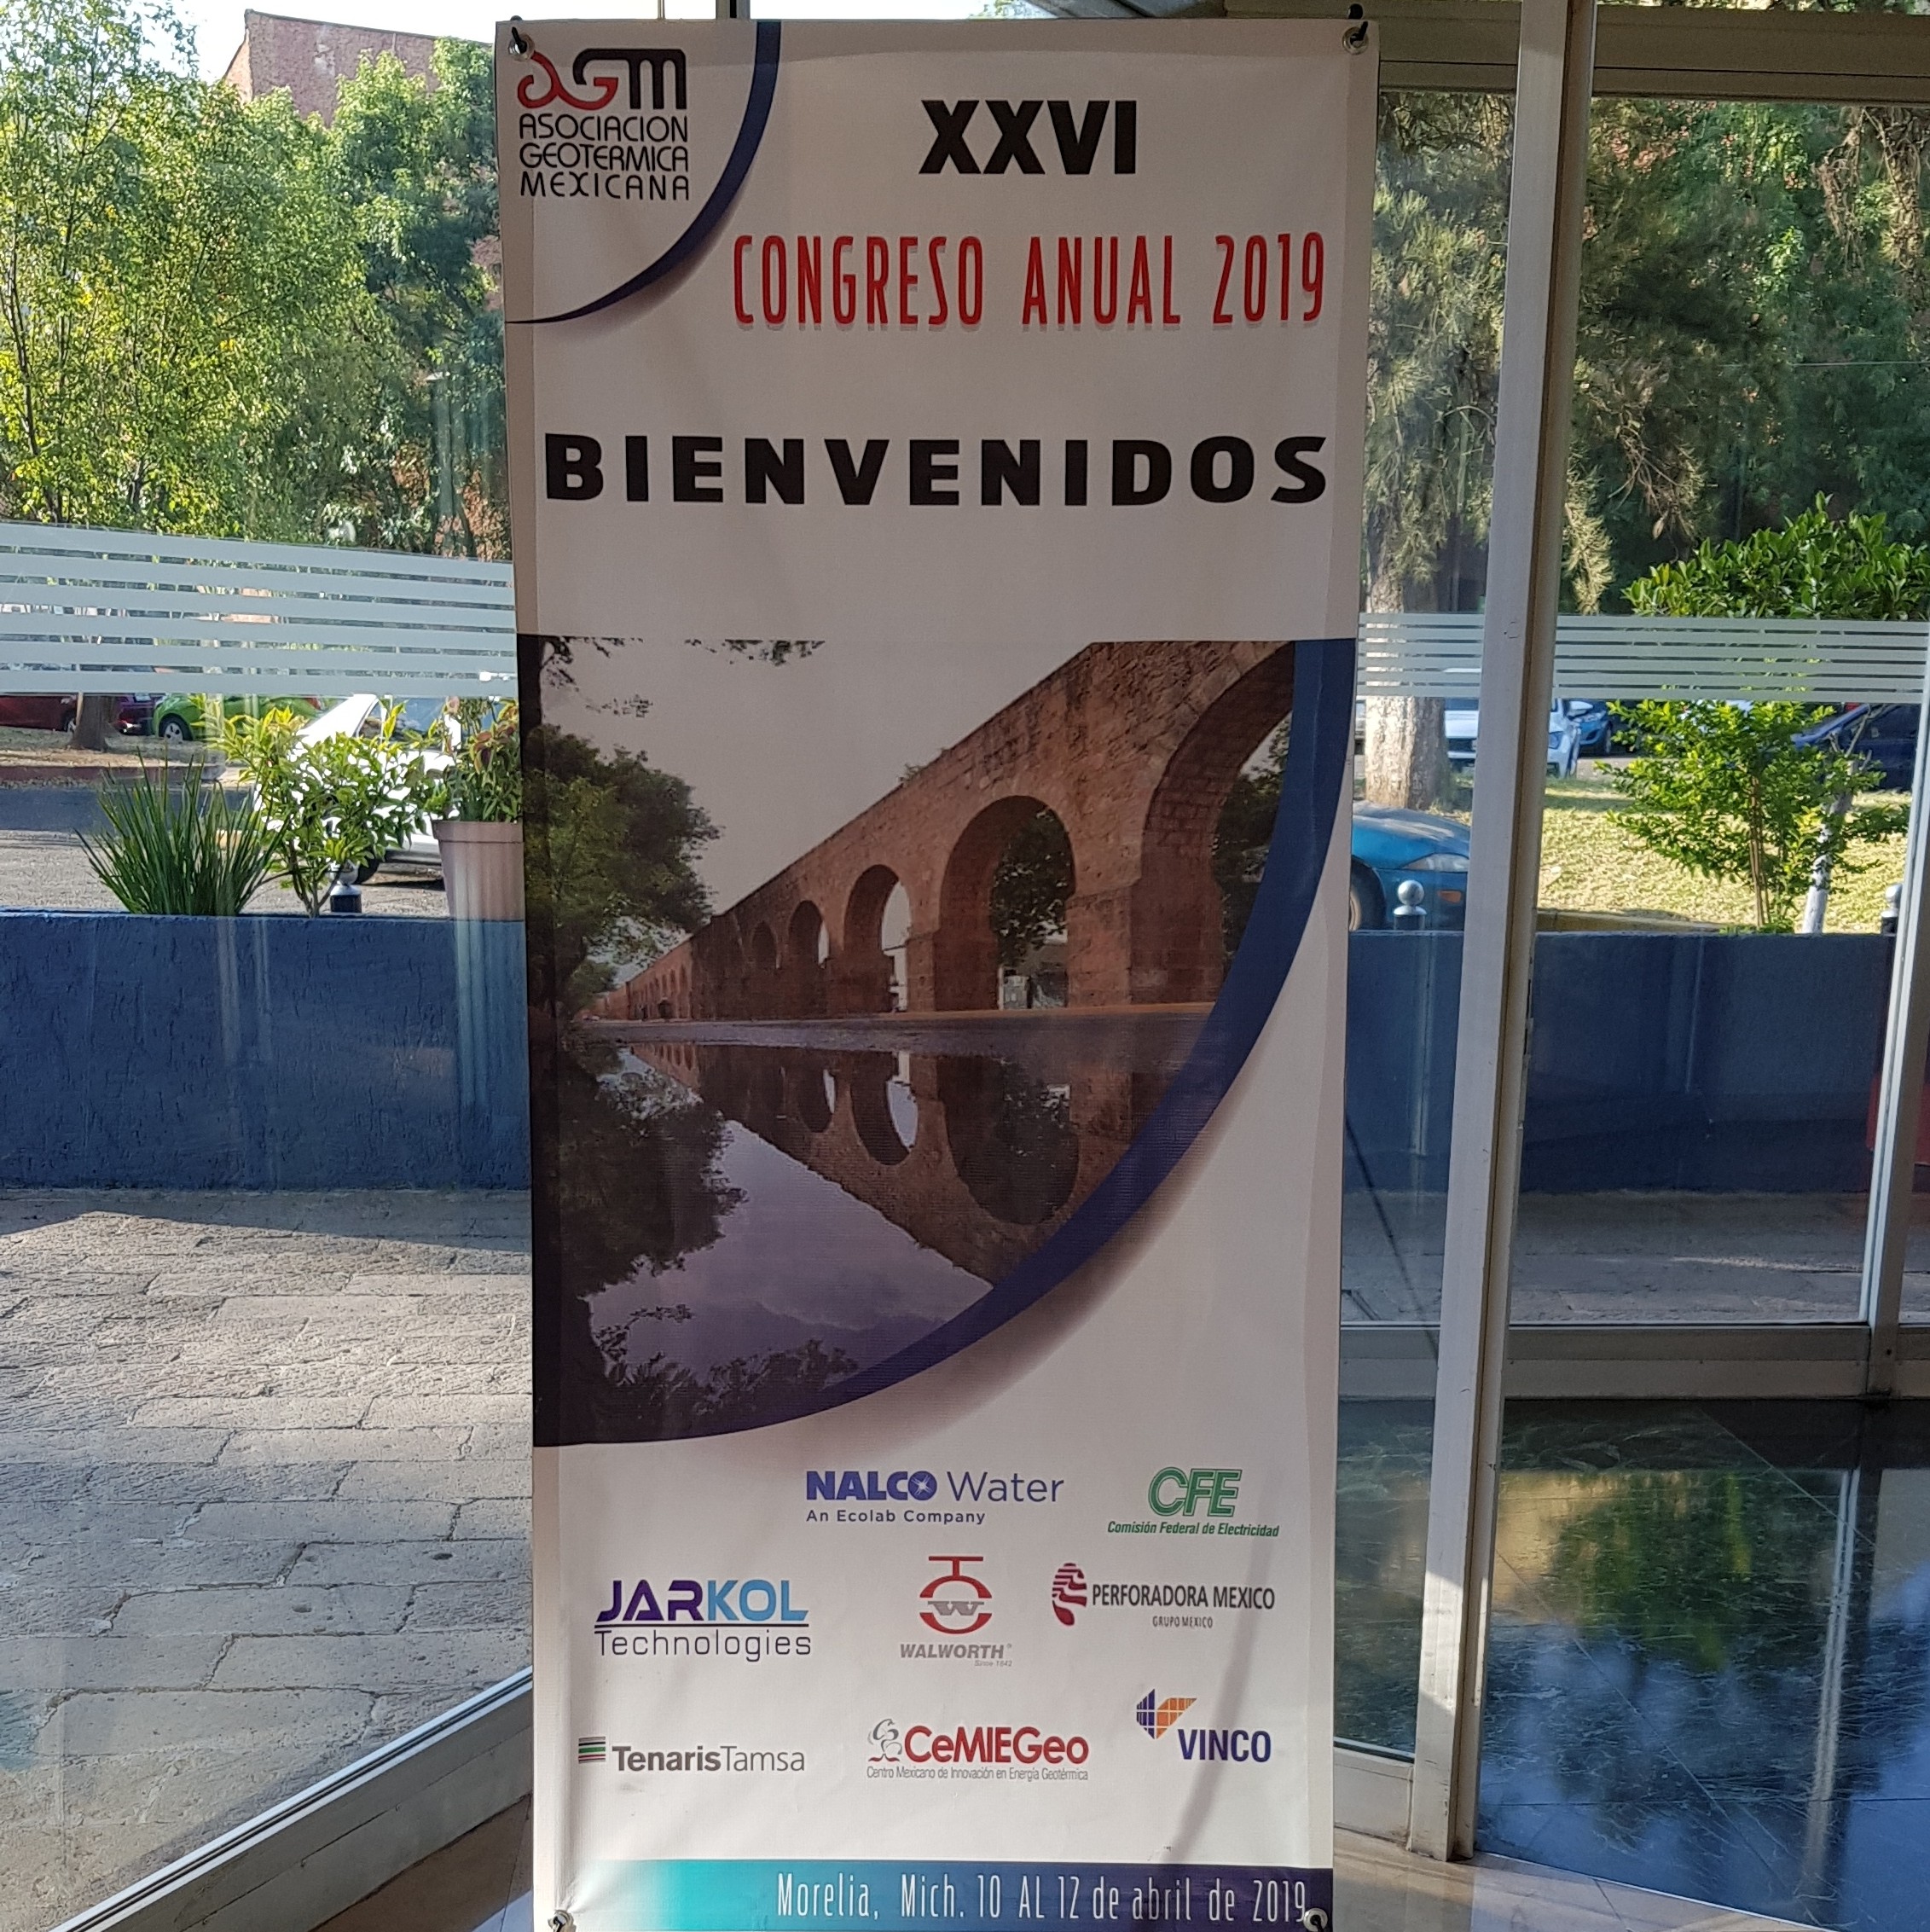 AGM
ASOCIACION
GEOTERMICA
MEXICANA
XXVI
CONGRESO ANUAL 2019
BIENVENIDOS
NALCO Water
An Ecolab Company
CFE
Comisión Federal de Electricidad
JARKOL
Technologies
W
WALWORTH®
Since 1842
PERFORADORA MEXICO
GRUPO MEXICO
TenarisTamsa
CeMIEGeo
Centro Mexicano de Innovación en Energía Geotérmica
VINCO
Morelia, Mich. 10 AL 12 de abril de 2019